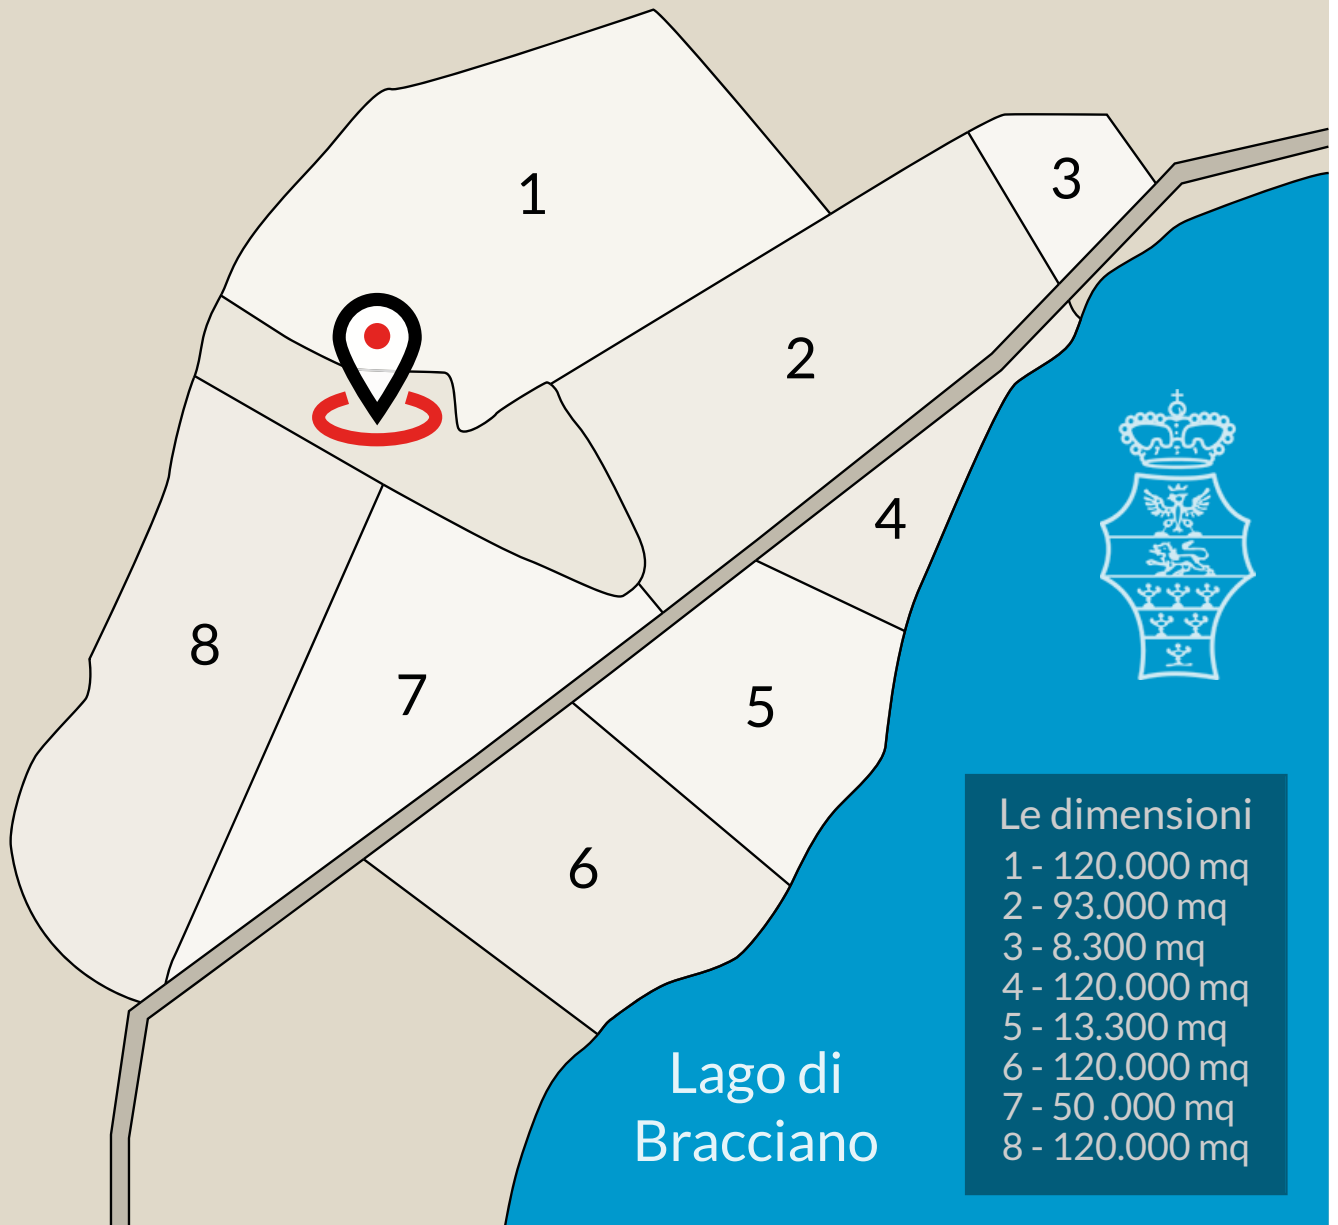 1
3
2
4
8
7
5
6
Lago di
Bracciano
Le dimensioni
1 - 120.000 mq
2 - 93.000 mq
3 - 8.300 mq
4 - 120.000 mq
5 - 13.300 mq
6 - 120.000 mq
7 - 50 .000 mq
8 - 120.000 mq